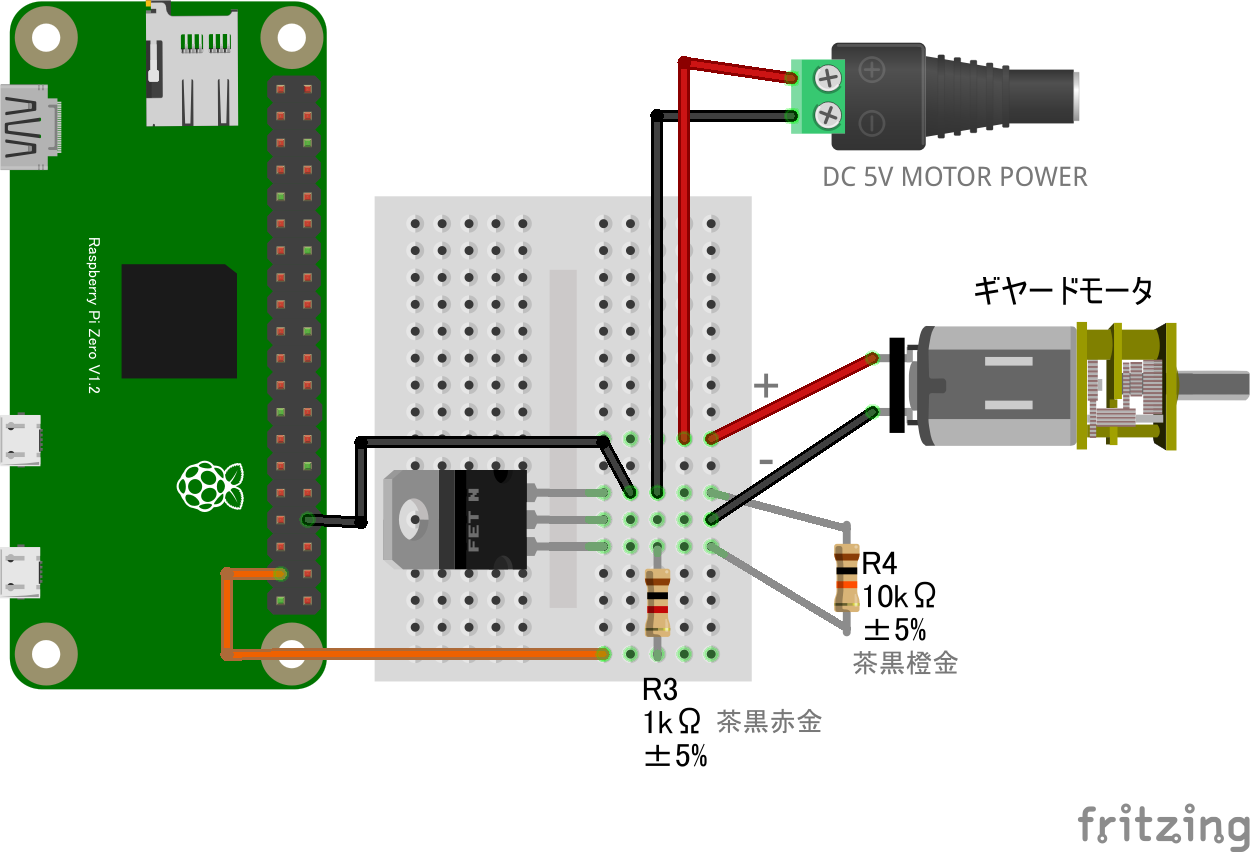 DC 5V MOTOR POWER
Raspberry Pi Zero V1.2
ギヤードモータ
+
-
FET N
R4
10kΩ
±5%
茶黒橙金
R3
1kΩ 茶黒赤金
±5%
fritzing